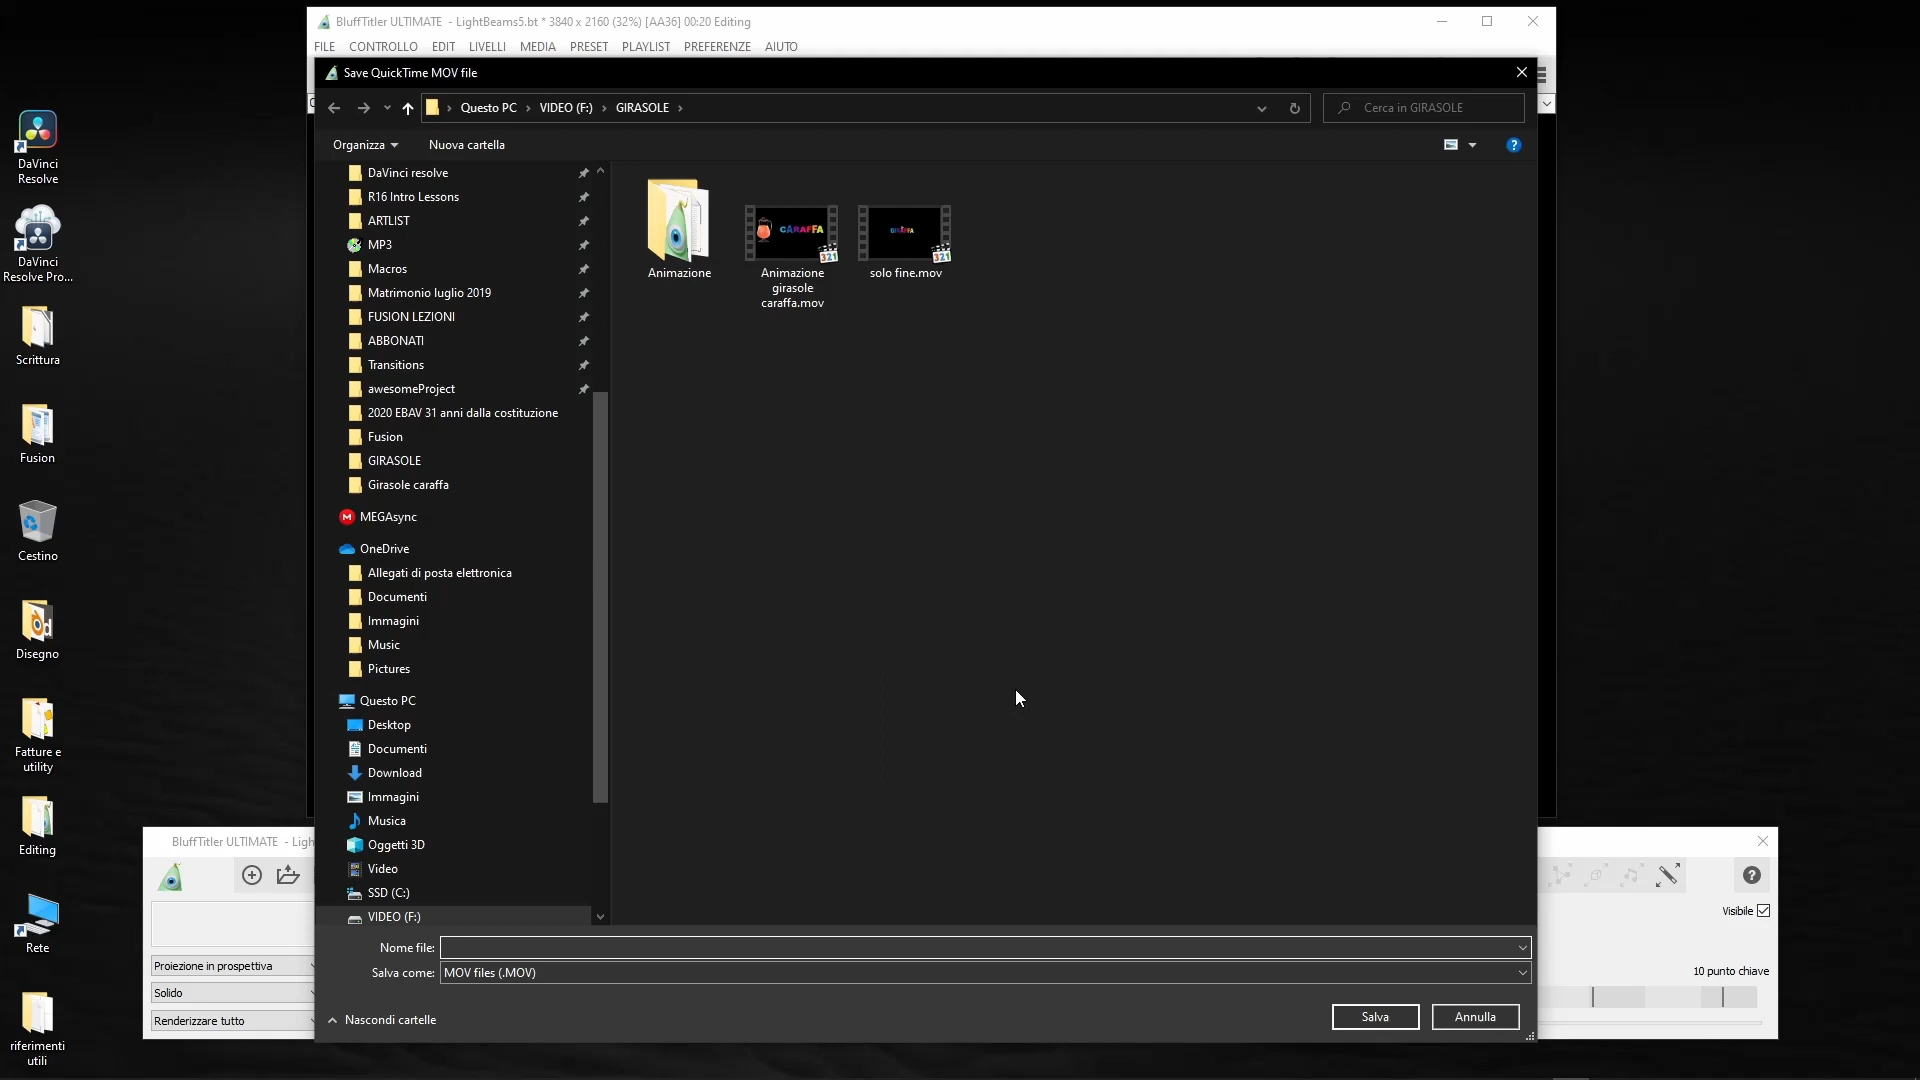 BluffTitler ULTIMATE - LightBeams5.bt * 3840 x 2160 (32%) [AA36] 00:20 Editing
FILE CONTROLLO EDIT LIVELLI MEDIA PRESET PLAYLIST PREFERENZE AIUTO
Save QuickTime MOV file
Questo PC > VIDEO (F:) > GIRASOLE >
Cerca in GIRASOLE
Organizza
Nuova cartella
DaVinci resolve
R16 Intro Lessons
ARTLIST
MP3
Macros
Matrimonio luglio 2019
FUSION LEZIONI
ABBONATI
Transitions
awesomeProject
2020 EBAV 31 anni dalla costituzione
Fusion
GIRASOLE
Girasole caraffa
MEGAsync
OneDrive
Allegati di posta elettronica
Documenti
Immagini
Music
Pictures
Questo PC
Desktop
Documenti
Download
Immagini
Musica
Oggetti 3D
Video
SSD (C:)
VIDEO (F:)
CARAFFA
321
321
Animazione
Animazione
girasole
caraffa.mov
solo fine.mov
Nome file:
Salva come: MOV files (.MOV)
Nascondi cartelle
Salva
Annulla
DaVinci
Resolve
DaVinci
Resolve Pro...
Scrittura
Fusion
Cestino
Disegno
Fatture e
utility
Editing
Rete
riferimenti
utili
BluffTitler ULTIMATE - Ligh
Proiezione in prospettiva
Solido
Renderizzare tutto
Visibile
10 punto chiave